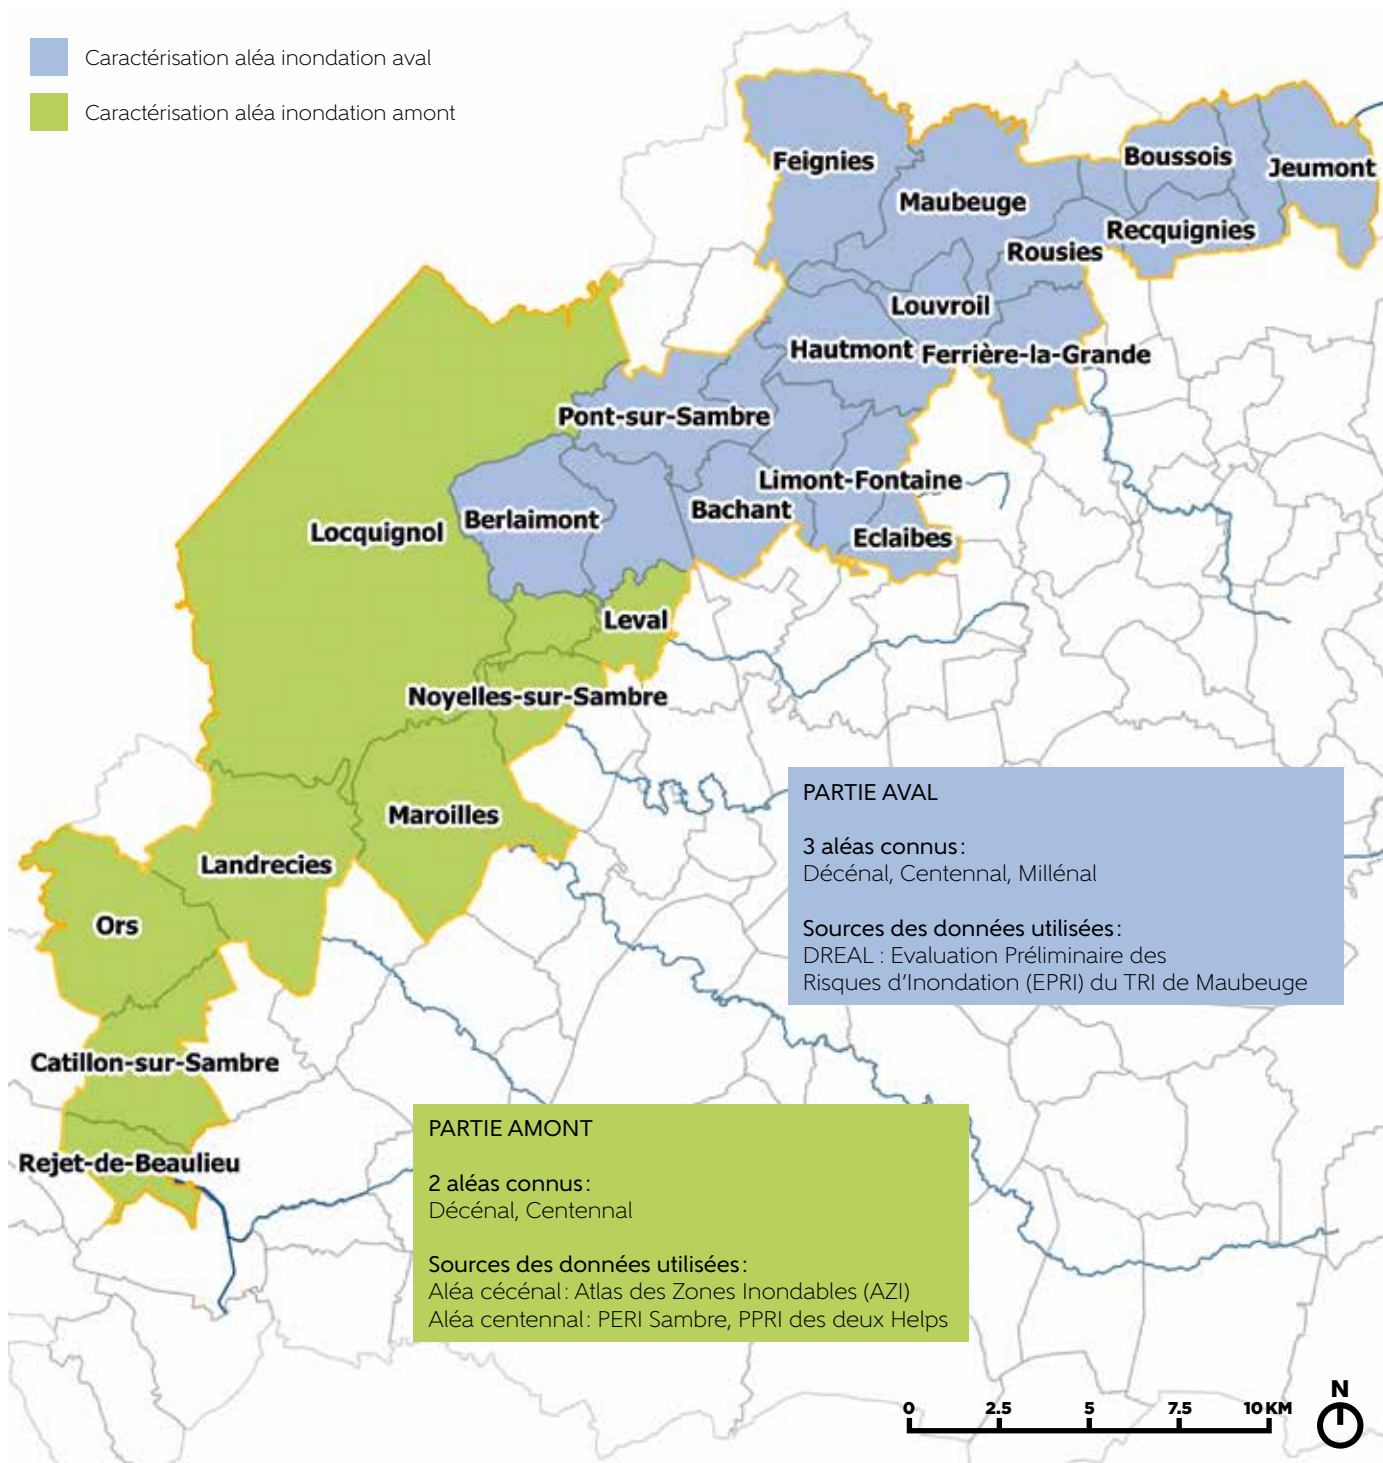 Caractérisation aléa inondation aval
Caractérisation aléa inondation amont
Feignies
Boussois
Jeumont
Maubeuge
Recquignies
Rousies
Louvroil
Hautmont
Ferrière-la-Grande
Pont-sur-Sambre
Limont-Fontaine
Bachant
Berlaimont
Locquignol
Eclaibes
Leval
Noyelles-sur-Sambre
Maroilles
Landrecies
Ors
Catillon-sur-Sambre
Rejet-de-Beaulieu
PARTIE AVAL
3 aléas connus :
Décénal, Centennal, Millénal
Sources des données utilisées :
DREAL : Evaluation Préliminaire des
Risques d'Inondation (EPRI) du TRI de Maubeuge
PARTIE AMONT
2 aléas connus :
Décénal, Centennal
Sources des données utilisées :
Aléa cécénal : Atlas des Zones Inondables (AZI)
Aléa centennal : PERI Sambre, PPRI des deux Helps
0 2.5 5 7.5 10 KM
N